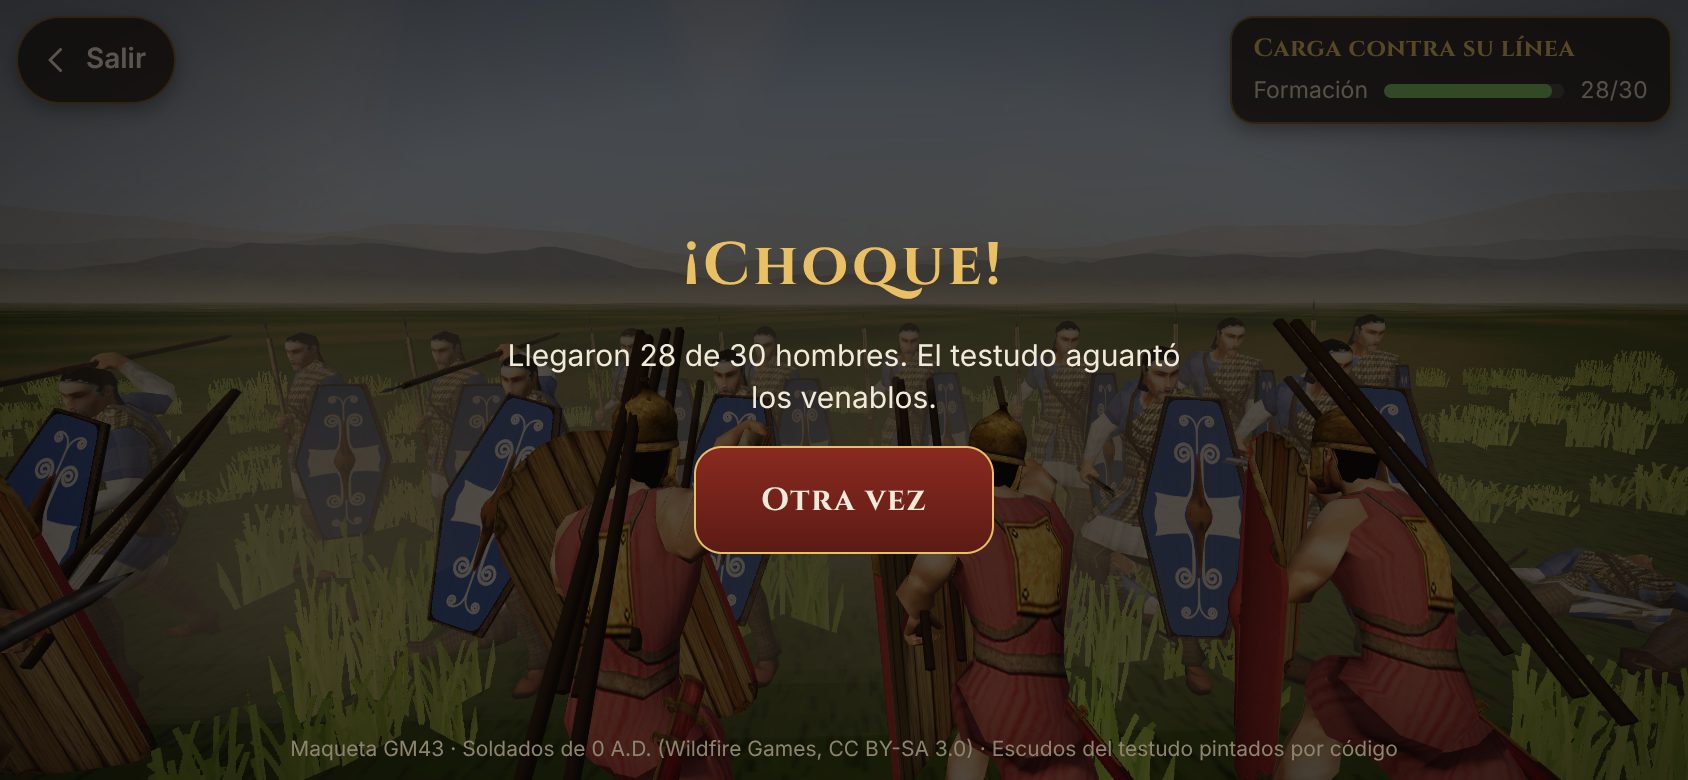 Salir
Carga contra su línea
Formación 28/30
¡Choque!
Llegaron 28 de 30 hombres. El testudo aguantó
los venablos.
Otra vez
Maqueta GM43 · Soldados de 0 A.D. (Wildfire Games, CC BY-SA 3.0) · Escudos del testudo pintados por código